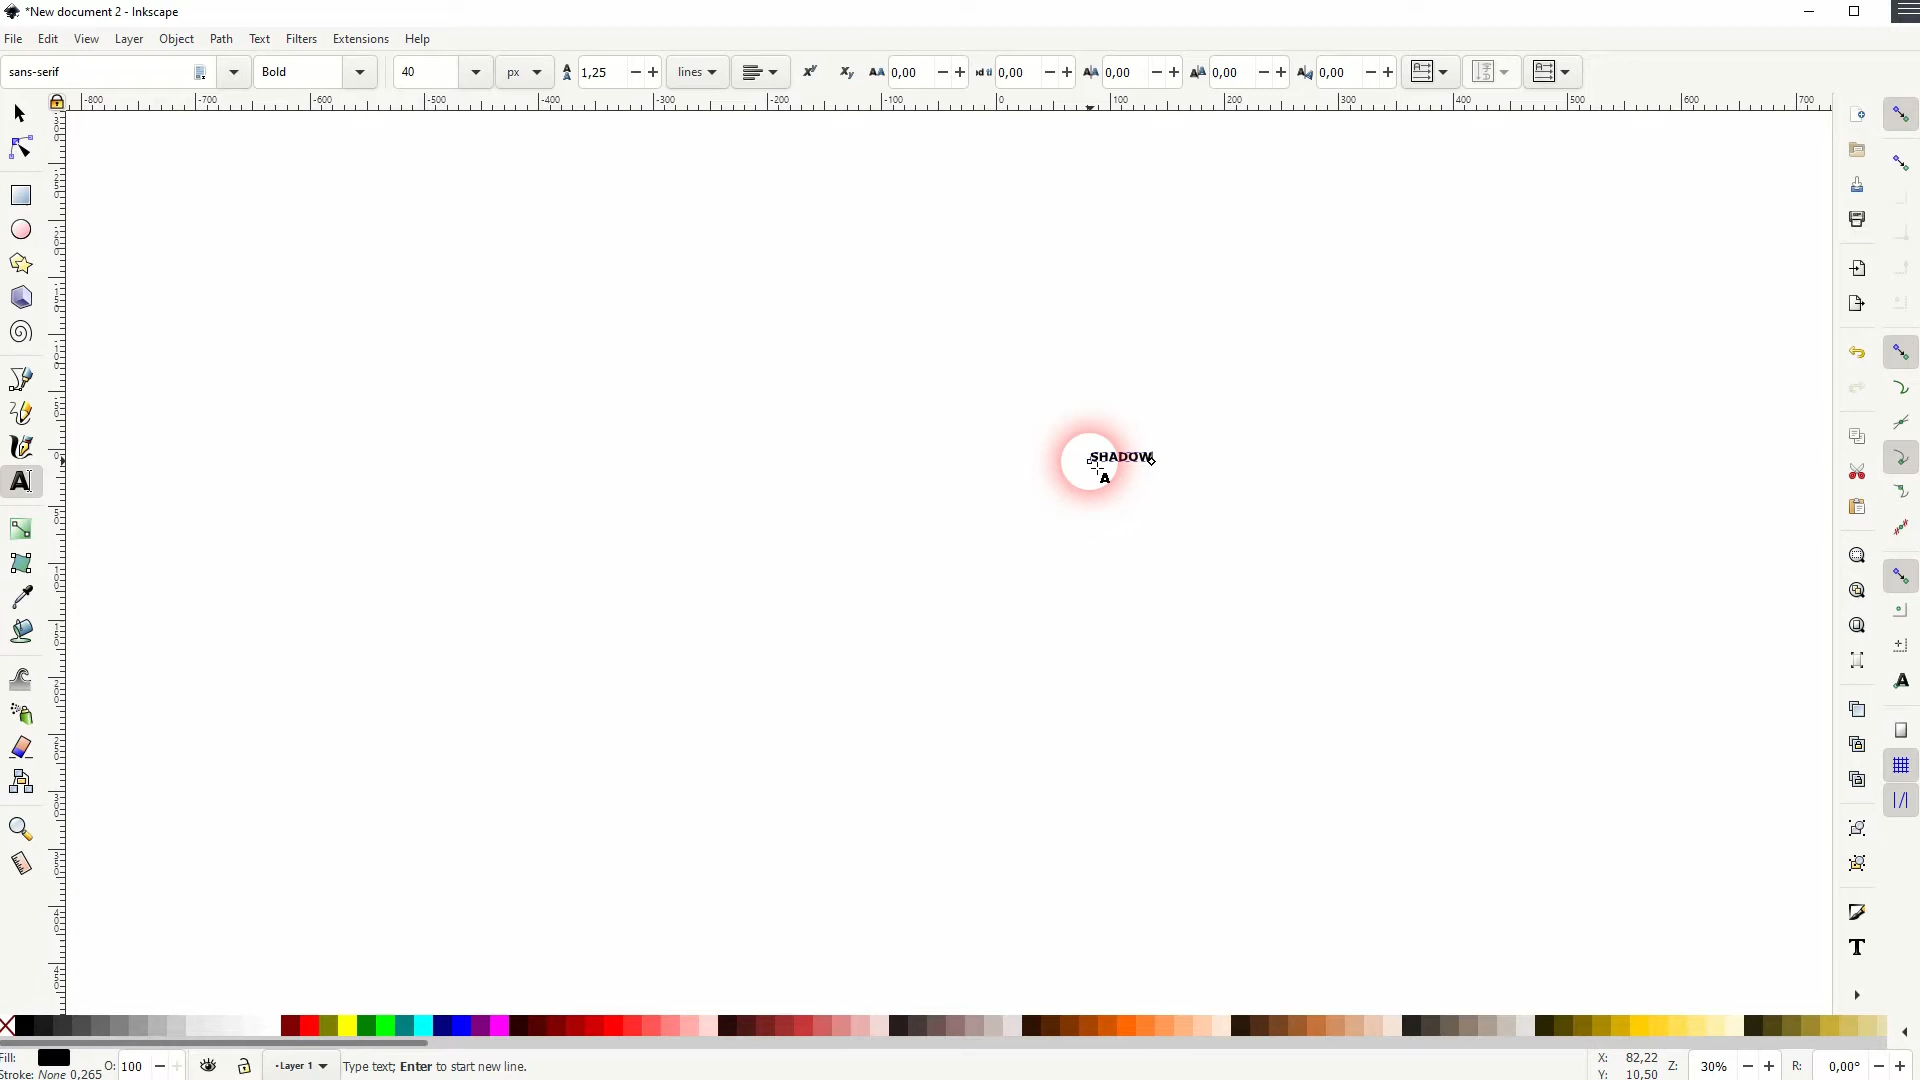 *New document 2 - Inkscape
File Edit View Layer Object Path Text Filters Extensions Help
sans-serif Bold 40 px 1,25 lines 0,00 0,00 0,00 0,00 0,00
-800 -700 -600 -500 -400 -300 -200 -100 0 100 200 300 400 500 600 700
SHADOW
A
Fill:
Stroke: None 0,265
O: 100
Layer 1
Type text; Enter to start new line.
X: 82,22
Y: 10,50
Z: 30%
R: 0,00°